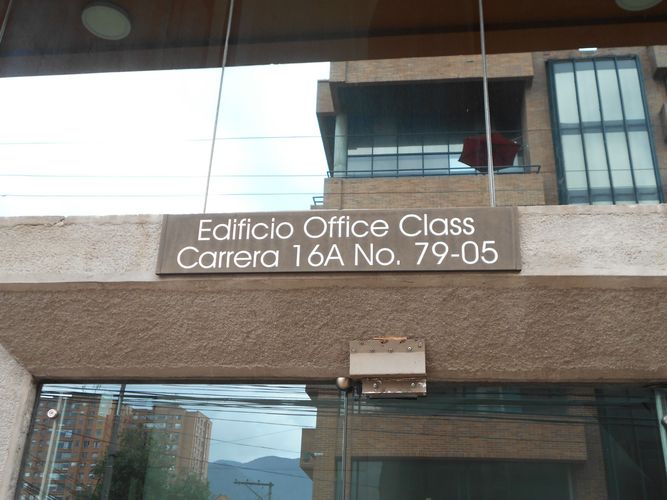 Edificio Office Class
Carrera 16A No. 79-05